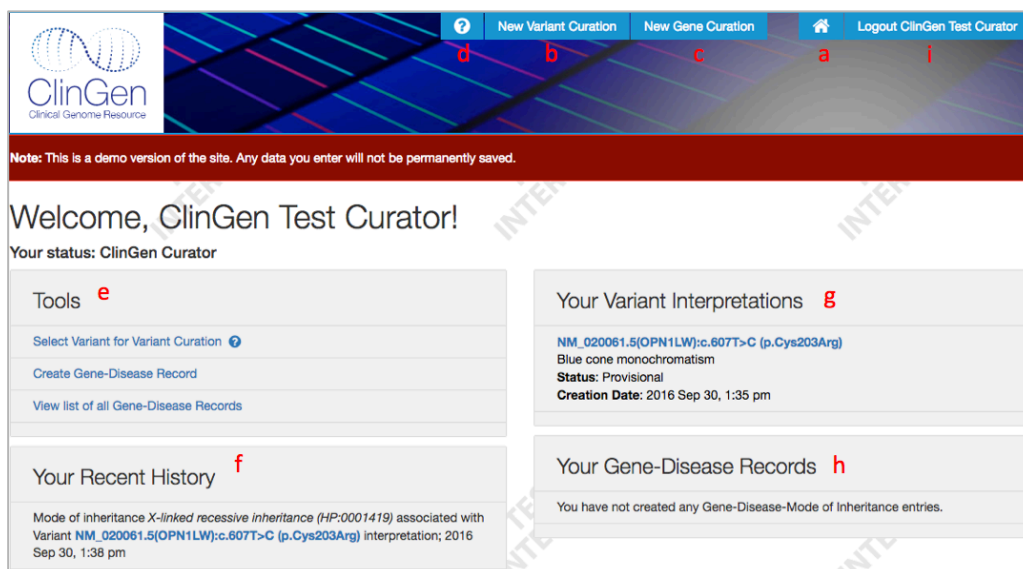 New Variant Curation New Gene Curation Logout ClinGen Test Curator
d b c a i
ClinGen
Clinical Genome Resource
Note: This is a demo version of the site. Any data you enter will not be permanently saved.
Welcome, ClinGen Test Curator!
Your status: ClinGen Curator
Tools e
Select Variant for Variant Curation
Create Gene-Disease Record
View list of all Gene-Disease Records
Your Recent History f
Mode of inheritance X-linked recessive inheritance (HP:0001419) associated with
Variant NM_020061.5(OPN1LW):c.607T>C (p.Cys203Arg) interpretation; 2016
Sep 30, 1:38 pm
Your Variant Interpretations g
NM_020061.5(OPN1LW):c.607T>C (p.Cys203Arg)
Blue cone monochromatism
Status: Provisional
Creation Date: 2016 Sep 30, 1:35 pm
Your Gene-Disease Records h
You have not created any Gene-Disease-Mode of Inheritance entries.